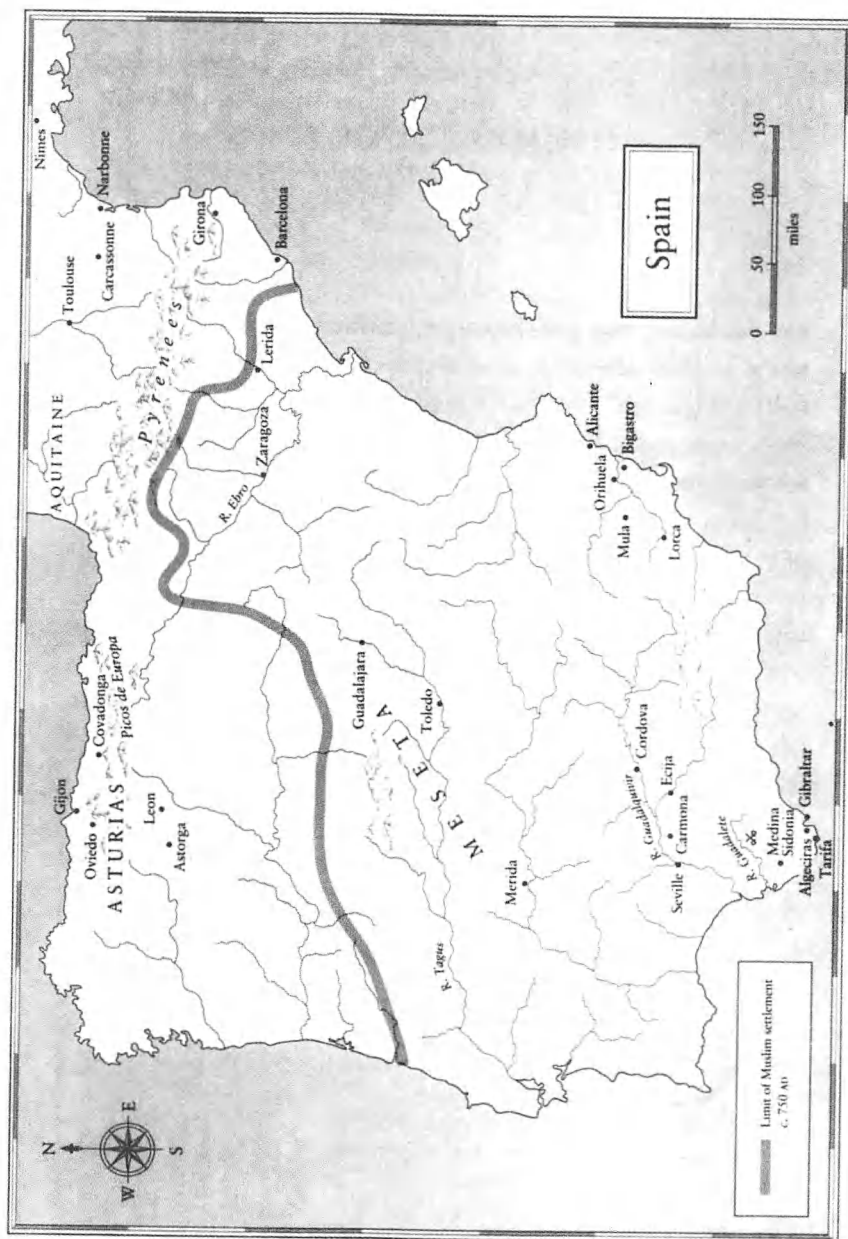 N
W
E
S
Gijon
Oviedo
Covadonga
Picos de Europa
ASTURIAS
Leon
Astorga
AQUITAINE
Toulouse
Nimes
Narbonne
Carcassonne
Pyrenees
Girona
Barcelona
Lerida
Zaragoza
R. Ebro
Guadalajara
Toledo
MESETA
R. Tagus
Merida
Alicante
Orihuela
Bigastro
Mula
Lorca
Cordova
R. Guadalquivir
Ecija
Carmona
Seville
R. Guadalete
Medina
Sidonia
Algeciras
Gibraltar
Tarifa
Spain
0
50
100
150
miles
Limit of Muslim settlement
c. 750 AD